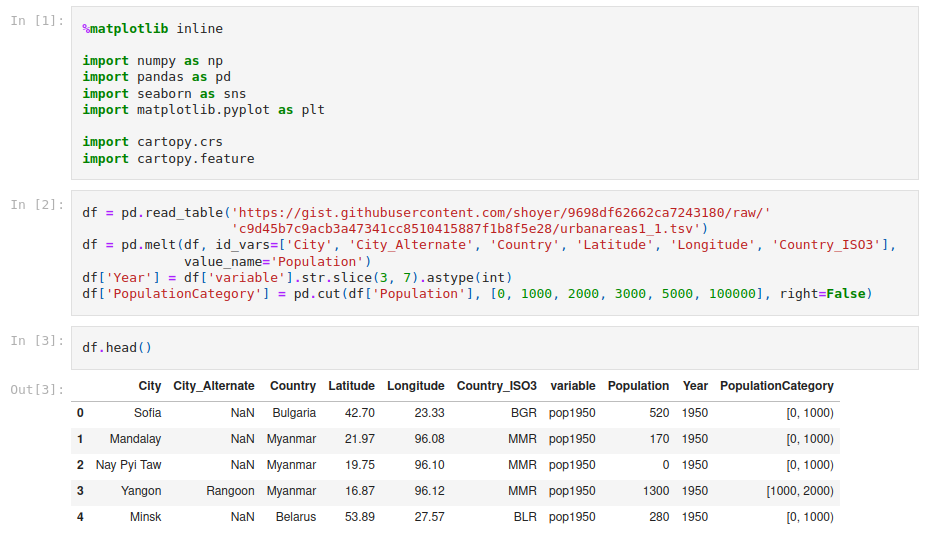 In [1]:
%matplotlib inline
import numpy as np
import pandas as pd
import seaborn as sns
import matplotlib.pyplot as plt
import cartopy.crs
import cartopy.feature
In [2]:
df = pd.read_table('https://gist.githubusercontent.com/shoyer/9698df62662ca7243180/raw/'
'c9d45b7c9acb3a47341cc8510415887f1b8f5e28/urbanareas1_1.tsv')
df = pd.melt(df, id_vars=['City', 'City_Alternate', 'Country', 'Latitude', 'Longitude', 'Country_ISO3'],
value_name='Population')
df['Year'] = df['variable'].str.slice(3, 7).astype(int)
df['PopulationCategory'] = pd.cut(df['Population'], [0, 1000, 2000, 3000, 5000, 100000], right=False)
In [3]:
df.head()
Out[3]:
City City_Alternate Country Latitude Longitude Country_ISO3 variable Population Year PopulationCategory
0 Sofia NaN Bulgaria 42.70 23.33 BGR pop1950 520 1950 [0, 1000)
1 Mandalay NaN Myanmar 21.97 96.08 MMR pop1950 170 1950 [0, 1000)
2 Nay Pyi Taw NaN Myanmar 19.75 96.10 MMR pop1950 0 1950 [0, 1000)
3 Yangon Rangoon Myanmar 16.87 96.12 MMR pop1950 1300 1950 [1000, 2000)
4 Minsk NaN Belarus 53.89 27.57 BLR pop1950 280 1950 [0, 1000)